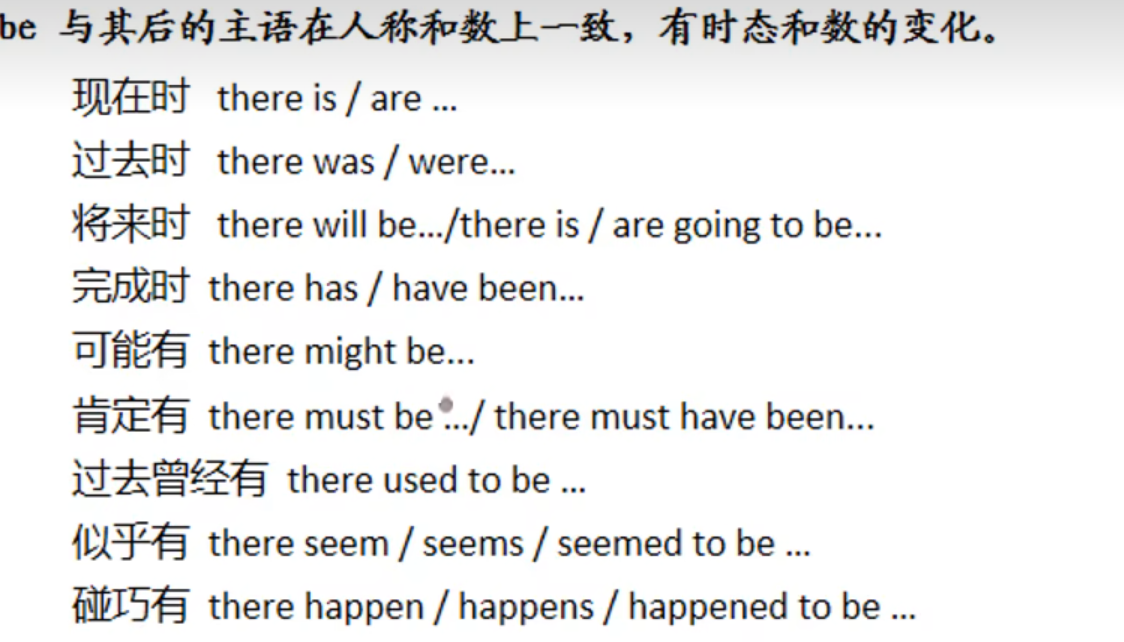 be 与其后的主语在人称和数上一致，有时态和数的变化。
现在时 there is / are ...
过去时 there was / were...
将来时 there will be.../there is / are going to be...
完成时 there has / have been...
可能有 there might be...
肯定有 there must be .../ there must have been...
过去曾经有 there used to be ...
似乎有 there seem / seems / seemed to be ...
碰巧有 there happen / happens / happened to be ...